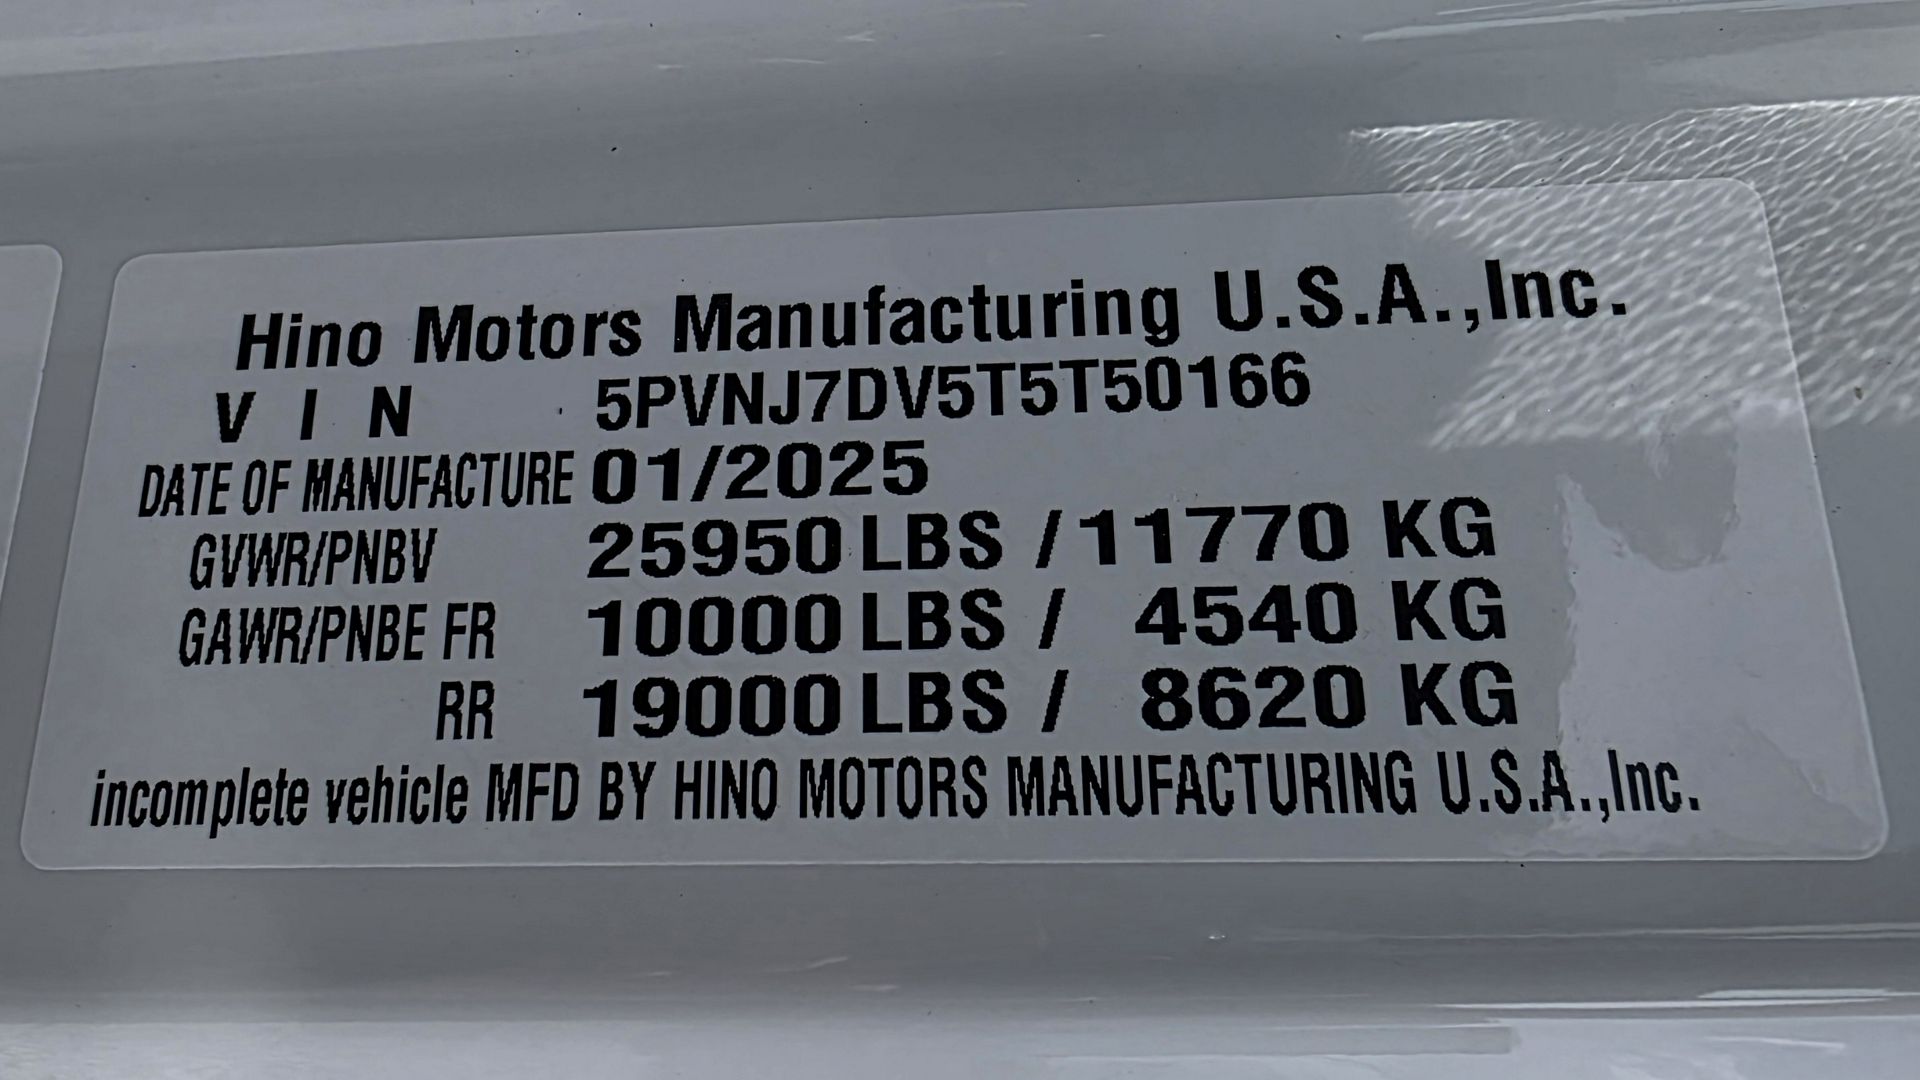 Hino Motors Manufacturing U.S.A.,Inc.
V I N 5PVNJ7DV5T5T50166
DATE OF MANUFACTURE 01/2025
GVWR/PNBV 25950 LBS / 11770 KG
GAWR/PNBE FR 10000 LBS / 4540 KG
RR 19000 LBS / 8620 KG
incomplete vehicle MFD BY HINO MOTORS MANUFACTURING U.S.A.,Inc.